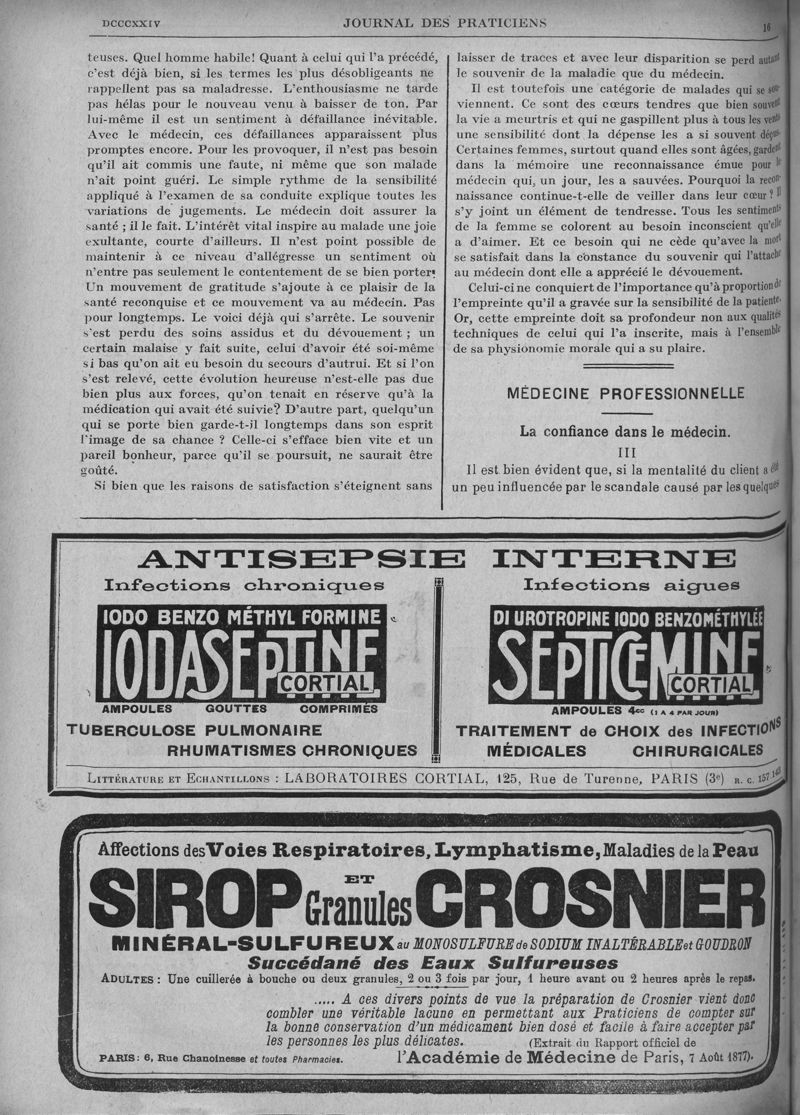 DCCCXXIV
JOURNAL DES PRATICIENS
16
teuses. Quel homme habile! Quant à celui qui l'a précédé,
c'est déjà bien, si les termes les plus désobligeants ne
rappellent pas sa maladresse. L'enthousiasme ne tarde
pas hélas pour le nouveau venu à baisser de ton. Par
lui-même il est un sentiment à défaillance inévitable.
Avec le médecin, ces défaillances apparaissent plus
promptes encore. Pour les provoquer, il n'est pas besoin
qu'il ait commis une faute, ni même que son malade
n'ait point guéri. Le simple rythme de la sensibilité
appliqué à l'examen de sa conduite explique toutes les
variations de jugements. Le médecin doit assurer la
santé ; il le fait. L'intérêt vital inspire au malade une joie
exultante, courte d'ailleurs. Il n'est point possible de
maintenir à ce niveau d'allégresse un sentiment où
n'entre pas seulement le contentement de se bien porter.
Un mouvement de gratitude s'ajoute à ce plaisir de la
santé reconquise et ce mouvement va au médecin. Pas
pour longtemps. Le voici déjà qui s'arrête. Le souvenir
s'est perdu des soins assidus et du dévouement ; un
certain malaise y fait suite, celui d'avoir été soi-même
si bas qu'on ait eu besoin du secours d'autrui. Et si l'on
s'est relevé, cette évolution heureuse n'est-elle pas due
bien plus aux forces, qu'on tenait en réserve qu'à la
médication qui avait été suivie? D'autre part, quelqu'un
qui se porte bien garde-t-il longtemps dans son esprit
l'image de sa chance ? Celle-ci s'efface bien vite et un
pareil bonheur, parce qu'il se poursuit, ne saurait être
goûté.
Si bien que les raisons de satisfaction s'éteignent sans
laisser de traces et avec leur disparition se perd autant
le souvenir de la maladie que du médecin.
Il est toutefois une catégorie de malades qui se sou-
viennent. Ce sont des cœurs tendres que bien souvent
la vie a meurtris et qui ne gaspillent plus à tous les vents
une sensibilité dont la dépense les a si souvent déçus.
Certaines femmes, surtout quand elles sont âgées, gardent
dans la mémoire une reconnaissance émue pour le
médecin qui, un jour, les a sauvées. Pourquoi la recon-
naissance continue-t-elle de veiller dans leur cœur ? Il
s'y joint un élément de tendresse. Tous les sentiments
de la femme se colorent au besoin inconscient qu'elle
a d'aimer. Et ce besoin qui ne cède qu'avec la mort
se satisfait dans la constance du souvenir qui l'attache
au médecin dont elle a apprécié le dévouement.
Celui-ci ne conquiert de l'importance qu'à proportion de
l'empreinte qu'il a gravée sur la sensibilité de la patiente.
Or, cette empreinte doit sa profondeur non aux qualités
techniques de celui qui l'a inscrite, mais à l'ensemble
de sa physionomie morale qui a su plaire.
MÉDECINE PROFESSIONNELLE
La confiance dans le médecin.
III
Il est bien évident que, si la mentalité du client a été
un peu influencée par le scandale causé par les quelques
ANTISEPSIE INTERNE
Infections chroniques
IODO BENZO MÉTHYL FORMINE
IODASEPTINE
CORTIAL
AMPOULES GOUTTES COMPRIMÉS
TUBERCULOSE PULMONAIRE
RHUMATISMES CHRONIQUES
Infections aigues
DI UROTROPINE IODO BENZOMÉTHYLÉE
SEPTICEMINE
CORTIAL
AMPOULES 4cc (1 A 4 PAR JOUR)
TRAITEMENT de CHOIX des INFECTIONS
MÉDICALES CHIRURGICALES
LITTÉRATURE ET ECHANTILLONS : LABORATOIRES CORTIAL, 125, Rue de Turenne, PARIS (3e) R. C. 157 143
Affections des Voies Respiratoires, Lymphatisme, Maladies de la Peau
SIROP ET Granules CROSNIER
MINÉRAL-SULFUREUX au MONOSULFURE de SODIUM INALTÉRABLE et GOUDRON
Succédané des Eaux Sulfureuses
ADULTES : Une cuillerée à bouche ou deux granules, 2 ou 3 fois par jour, 1 heure avant ou 2 heures après le repas.
..... A ces divers points de vue la préparation de Crosnier vient donc
combler une véritable lacune en permettant aux Praticiens de compter sur
la bonne conservation d'un médicament bien dosé et facile à faire accepter par
les personnes les plus délicates. (Extrait du Rapport officiel de
PARIS : 6, Rue Chanoinesse et toutes Pharmacies. l'Académie de Médecine de Paris, 7 Août 1877).